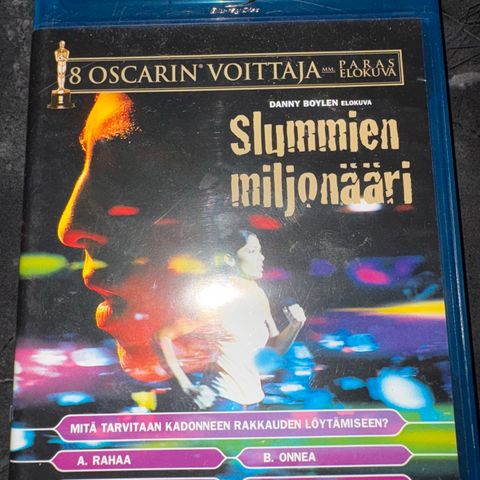 Blu-ray Disc
8 OSCARIN® VOITTAJA MM. PARAS
ELOKUVA
DANNY BOYLEN ELOKUVA
Slummien
miljonääri
MITÄ TARVITAAN KADONNEEN RAKKAUDEN LÖYTÄMISEEN?
A. RAHAA
B. ONNEA